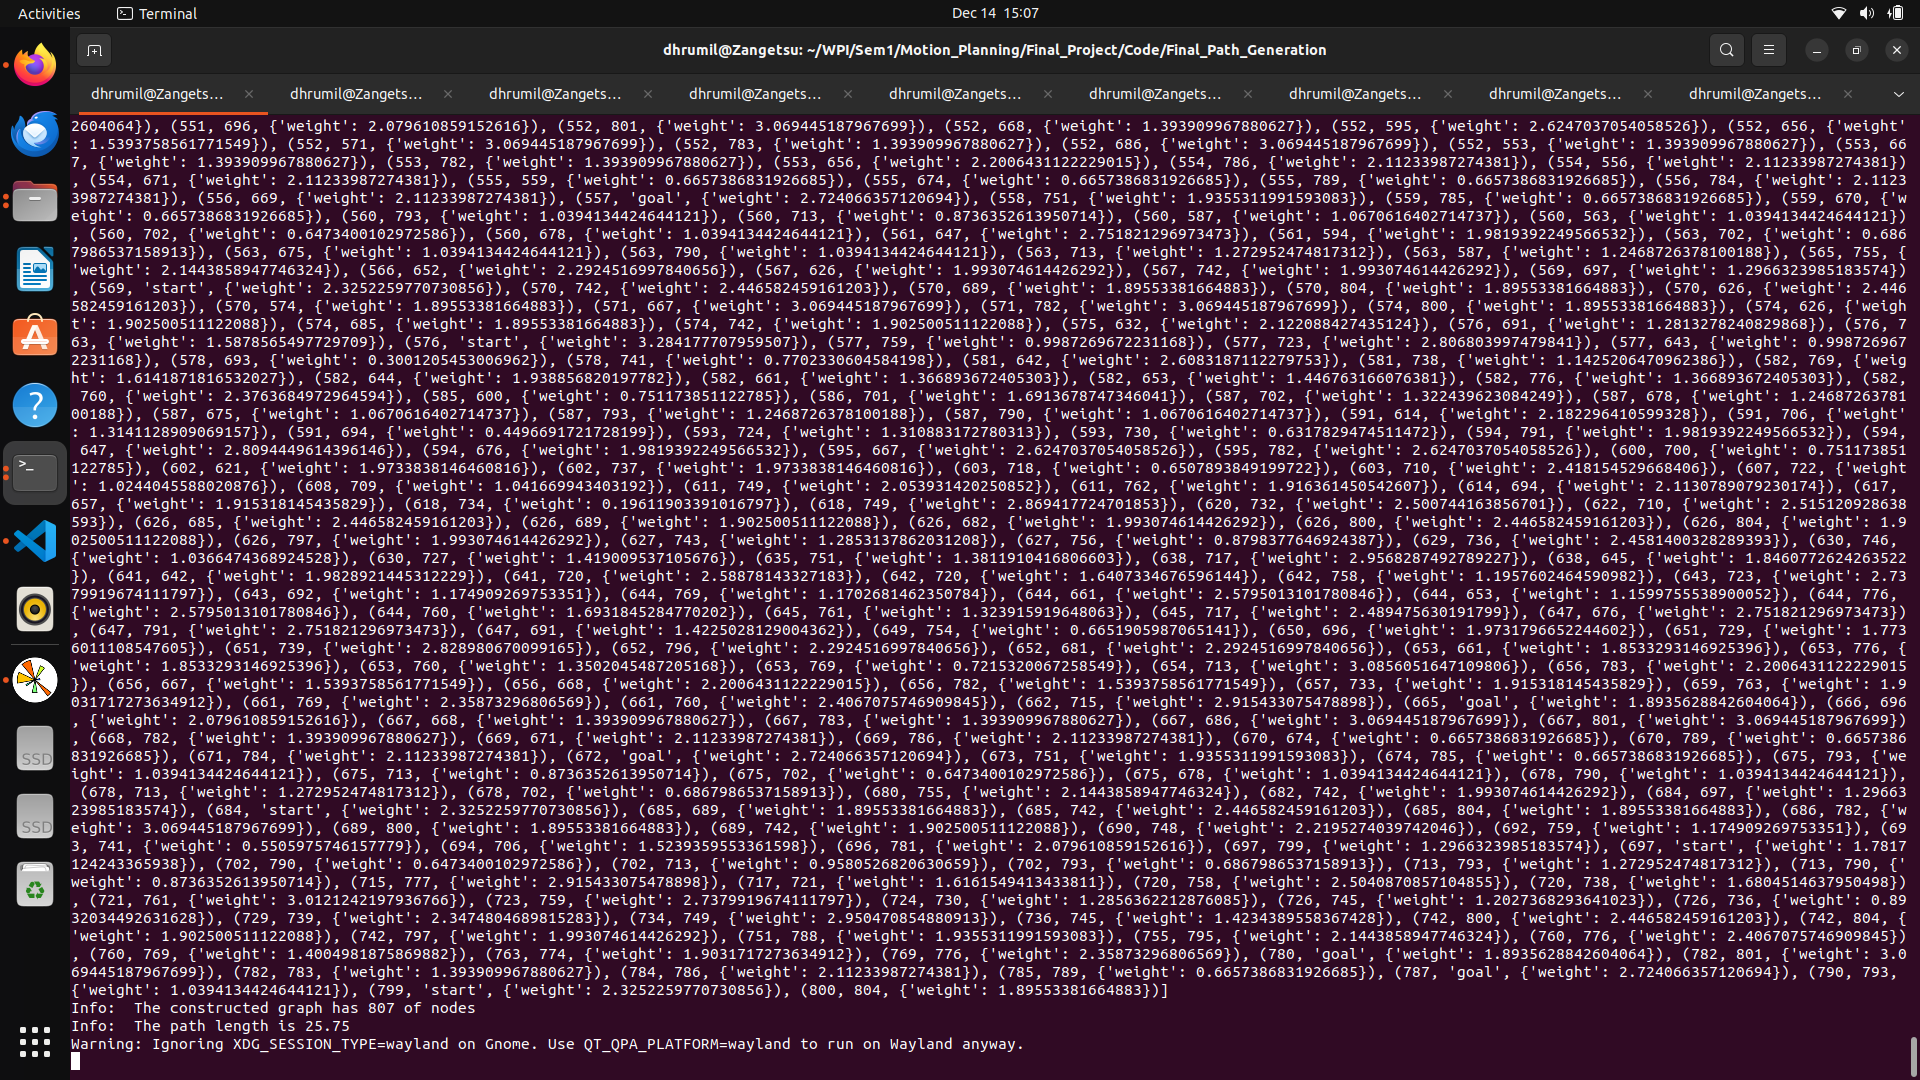 Activities
Terminal
Dec 14  15:07
dhrumil@Zangetsu: ~/WPI/Sem1/Motion_Planning/Final_Project/Code/Final_Path_Generation
dhrumil@Zangets... dhrumil@Zangets... dhrumil@Zangets... dhrumil@Zangets... dhrumil@Zangets... dhrumil@Zangets... dhrumil@Zangets... dhrumil@Zangets... dhrumil@Zangets...
2604064}), (551, 696, {'weight': 2.079610859152616}), (552, 801, {'weight': 3.069445187967699}), (552, 668, {'weight': 1.393909967880627}), (552, 595, {'weight': 2.6247037054058526}), (552, 656, {'weight'
: 1.5393758561771549}), (552, 571, {'weight': 3.069445187967699}), (552, 783, {'weight': 1.393909967880627}), (552, 686, {'weight': 3.069445187967699}), (552, 553, {'weight': 1.393909967880627}), (553, 66
7, {'weight': 1.393909967880627}), (553, 782, {'weight': 1.393909967880627}), (553, 656, {'weight': 2.2006431122229015}), (554, 786, {'weight': 2.11233987274381}), (554, 556, {'weight': 2.11233987274381})
, (554, 671, {'weight': 2.11233987274381}), (555, 559, {'weight': 0.6657386831926685}), (555, 674, {'weight': 0.6657386831926685}), (555, 789, {'weight': 0.6657386831926685}), (556, 784, {'weight': 2.1123
3987274381}), (556, 669, {'weight': 2.11233987274381}), (557, 'goal', {'weight': 2.724066357120694}), (558, 751, {'weight': 1.9355311991593083}), (559, 785, {'weight': 0.6657386831926685}), (559, 670, {'w
eight': 0.6657386831926685}), (560, 793, {'weight': 1.0394134424644121}), (560, 713, {'weight': 0.8736352613950714}), (560, 587, {'weight': 1.0670616402714737}), (560, 563, {'weight': 1.0394134424644121})
, (560, 702, {'weight': 0.6473400102972586}), (560, 678, {'weight': 1.0394134424644121}), (561, 647, {'weight': 2.751821296973473}), (561, 594, {'weight': 1.9819392249566532}), (563, 702, {'weight': 0.686
7986537158913}), (563, 675, {'weight': 1.0394134424644121}), (563, 790, {'weight': 1.0394134424644121}), (563, 713, {'weight': 1.272952474817312}), (563, 587, {'weight': 1.2468726378100188}), (565, 755, {
'weight': 2.1443858947746324}), (566, 652, {'weight': 2.2924516997840656}), (567, 626, {'weight': 1.993074614426292}), (567, 742, {'weight': 1.993074614426292}), (569, 697, {'weight': 1.2966323985183574})
, (569, 'start', {'weight': 2.3252259770730856}), (570, 742, {'weight': 2.446582459161203}), (570, 689, {'weight': 1.89553381664883}), (570, 804, {'weight': 1.89553381664883}), (570, 626, {'weight': 2.446
582459161203}), (570, 574, {'weight': 1.89553381664883}), (571, 667, {'weight': 3.069445187967699}), (571, 782, {'weight': 3.069445187967699}), (574, 800, {'weight': 1.89553381664883}), (574, 626, {'weigh
t': 1.902500511122088}), (574, 685, {'weight': 1.89553381664883}), (574, 742, {'weight': 1.902500511122088}), (575, 632, {'weight': 2.122088427435124}), (576, 691, {'weight': 1.2813278240829868}), (576, 7
63, {'weight': 1.5878565497729709}), (576, 'start', {'weight': 3.284177707959507}), (577, 759, {'weight': 0.9987269672231168}), (577, 723, {'weight': 2.806803997479841}), (577, 643, {'weight': 0.998726967
2231168}), (578, 693, {'weight': 0.3001205453006962}), (578, 741, {'weight': 0.7702330604584198}), (581, 642, {'weight': 2.6083187112279753}), (581, 738, {'weight': 1.1425206470962386}), (582, 769, {'weig
ht': 1.6141871816532027}), (582, 644, {'weight': 1.938856820197782}), (582, 661, {'weight': 1.366893672405303}), (582, 653, {'weight': 1.446763166076381}), (582, 776, {'weight': 1.366893672405303}), (582,
760, {'weight': 2.3763684972964594}), (585, 600, {'weight': 0.751173851122785}), (586, 701, {'weight': 1.6913678747346041}), (587, 702, {'weight': 1.322439623084249}), (587, 678, {'weight': 1.24687263781
00188}), (587, 675, {'weight': 1.0670616402714737}), (587, 793, {'weight': 1.2468726378100188}), (587, 790, {'weight': 1.0670616402714737}), (591, 614, {'weight': 2.182296410599328}), (591, 706, {'weight'
: 1.3141128909069157}), (591, 694, {'weight': 0.4496691721728199}), (593, 724, {'weight': 1.310883172780313}), (593, 730, {'weight': 0.6317829474511472}), (594, 791, {'weight': 1.9819392249566532}), (594,
647, {'weight': 2.8094449614396146}), (594, 676, {'weight': 1.9819392249566532}), (595, 667, {'weight': 2.6247037054058526}), (595, 782, {'weight': 2.6247037054058526}), (600, 700, {'weight': 0.751173851
122785}), (602, 621, {'weight': 1.9733838146460816}), (602, 737, {'weight': 1.9733838146460816}), (603, 718, {'weight': 0.6507893849199722}), (603, 710, {'weight': 2.418154529668406}), (607, 722, {'weight
': 1.0244045588020876}), (608, 709, {'weight': 1.041669943403192}), (611, 749, {'weight': 2.053931420250852}), (611, 762, {'weight': 1.916361450542607}), (614, 694, {'weight': 2.1130789079230174}), (617,
657, {'weight': 1.915318145435829}), (618, 734, {'weight': 0.19611903391016797}), (618, 749, {'weight': 2.869417724701853}), (620, 732, {'weight': 2.500744163856701}), (622, 710, {'weight': 2.515120928638
593}), (626, 685, {'weight': 2.446582459161203}), (626, 689, {'weight': 1.902500511122088}), (626, 682, {'weight': 1.993074614426292}), (626, 800, {'weight': 2.446582459161203}), (626, 804, {'weight': 1.9
02500511122088}), (626, 797, {'weight': 1.993074614426292}), (627, 743, {'weight': 1.2853137862031208}), (627, 756, {'weight': 0.8798377646924387}), (629, 736, {'weight': 2.4581400328289393}), (630, 746,
{'weight': 1.0366474368924528}), (630, 727, {'weight': 1.419009537105676}), (635, 751, {'weight': 1.3811910416806603}), (638, 717, {'weight': 2.9568287492789227}), (638, 645, {'weight': 1.8460772624263522
}), (641, 642, {'weight': 1.9828921445312229}), (641, 720, {'weight': 2.58878143327183}), (642, 720, {'weight': 1.6407334676596144}), (642, 758, {'weight': 1.1957602464590982}), (643, 723, {'weight': 2.73
79919674111797}), (643, 692, {'weight': 1.174909269753351}), (644, 769, {'weight': 1.1702681462350784}), (644, 661, {'weight': 2.5795013101780846}), (644, 653, {'weight': 1.1599755538900052}), (644, 776,
{'weight': 2.5795013101780846}), (644, 760, {'weight': 1.6931845284770202}), (645, 761, {'weight': 1.323915919648063}), (645, 717, {'weight': 2.489475630191799}), (647, 676, {'weight': 2.751821296973473})
, (647, 791, {'weight': 2.751821296973473}), (647, 691, {'weight': 1.4225028129004362}), (649, 754, {'weight': 0.6651905987065141}), (650, 696, {'weight': 1.9731796652244602}), (651, 729, {'weight': 1.773
6011108547605}), (651, 739, {'weight': 2.828980670099165}), (652, 796, {'weight': 2.2924516997840656}), (652, 681, {'weight': 2.2924516997840656}), (653, 661, {'weight': 1.8533293146925396}), (653, 776, {
'weight': 1.8533293146925396}), (653, 760, {'weight': 1.3502045487205168}), (653, 769, {'weight': 0.7215320067258549}), (654, 713, {'weight': 3.0856051647109806}), (656, 783, {'weight': 2.2006431122229015
}), (656, 667, {'weight': 1.5393758561771549}), (656, 668, {'weight': 2.2006431122229015}), (656, 782, {'weight': 1.5393758561771549}), (657, 733, {'weight': 1.915318145435829}), (659, 763, {'weight': 1.9
031717273634912}), (661, 769, {'weight': 2.35873296806569}), (661, 760, {'weight': 2.4067075746909845}), (662, 715, {'weight': 2.915433075478898}), (665, 'goal', {'weight': 1.8935628842604064}), (666, 696
, {'weight': 2.079610859152616}), (667, 668, {'weight': 1.393909967880627}), (667, 783, {'weight': 1.393909967880627}), (667, 686, {'weight': 3.069445187967699}), (667, 801, {'weight': 3.069445187967699}),
(668, 782, {'weight': 1.393909967880627}), (669, 671, {'weight': 2.11233987274381}), (669, 786, {'weight': 2.11233987274381}), (670, 674, {'weight': 0.6657386831926685}), (670, 789, {'weight': 0.6657386
831926685}), (671, 784, {'weight': 2.11233987274381}), (672, 'goal', {'weight': 2.724066357120694}), (673, 751, {'weight': 1.9355311991593083}), (674, 785, {'weight': 0.6657386831926685}), (675, 793, {'we
ight': 1.0394134424644121}), (675, 713, {'weight': 0.8736352613950714}), (675, 702, {'weight': 0.6473400102972586}), (675, 678, {'weight': 1.0394134424644121}), (678, 790, {'weight': 1.0394134424644121}),
(678, 713, {'weight': 1.272952474817312}), (678, 702, {'weight': 0.6867986537158913}), (680, 755, {'weight': 2.1443858947746324}), (682, 742, {'weight': 1.993074614426292}), (684, 697, {'weight': 1.29663
23985183574}), (684, 'start', {'weight': 2.3252259770730856}), (685, 689, {'weight': 1.89553381664883}), (685, 742, {'weight': 2.446582459161203}), (685, 804, {'weight': 1.89553381664883}), (686, 782, {'w
eight': 3.069445187967699}), (689, 800, {'weight': 1.89553381664883}), (689, 742, {'weight': 1.902500511122088}), (690, 748, {'weight': 2.2195274039742046}), (692, 759, {'weight': 1.174909269753351}), (69
3, 741, {'weight': 0.5505975746157779}), (694, 706, {'weight': 1.5239359553361598}), (696, 781, {'weight': 2.079610859152616}), (697, 799, {'weight': 1.2966323985183574}), (697, 'start', {'weight': 1.7817
124243365938}), (702, 790, {'weight': 0.6473400102972586}), (702, 713, {'weight': 0.9580526820630659}), (702, 793, {'weight': 0.6867986537158913}), (713, 793, {'weight': 1.272952474817312}), (713, 790, {'
weight': 0.8736352613950714}), (715, 777, {'weight': 2.915433075478898}), (717, 721, {'weight': 1.6161549413433811}), (720, 758, {'weight': 2.5040870857104855}), (720, 738, {'weight': 1.6804514637950498})
, (721, 761, {'weight': 3.0121242197936766}), (723, 759, {'weight': 2.7379919674111797}), (724, 730, {'weight': 1.2856362212876085}), (726, 745, {'weight': 1.2027368293641023}), (726, 736, {'weight': 0.89
32034492631628}), (729, 739, {'weight': 2.3474804689815283}), (734, 749, {'weight': 2.950470854880913}), (736, 745, {'weight': 1.4234389558367428}), (742, 800, {'weight': 2.446582459161203}), (742, 804, {
'weight': 1.902500511122088}), (742, 797, {'weight': 1.993074614426292}), (751, 788, {'weight': 1.9355311991593083}), (755, 795, {'weight': 2.1443858947746324}), (760, 776, {'weight': 2.4067075746909845})
, (760, 769, {'weight': 1.4004981875869882}), (763, 774, {'weight': 1.9031717273634912}), (769, 776, {'weight': 2.35873296806569}), (780, 'goal', {'weight': 1.8935628842604064}), (782, 801, {'weight': 3.0
69445187967699}), (782, 783, {'weight': 1.393909967880627}), (784, 786, {'weight': 2.11233987274381}), (785, 789, {'weight': 0.6657386831926685}), (787, 'goal', {'weight': 2.724066357120694}), (790, 793,
{'weight': 1.0394134424644121}), (799, 'start', {'weight': 2.3252259770730856}), (800, 804, {'weight': 1.89553381664883})]
Info:  The constructed graph has 807 of nodes
Info:  The path length is 25.75
Warning: Ignoring XDG_SESSION_TYPE=wayland on Gnome. Use QT_QPA_PLATFORM=wayland to run on Wayland anyway.
SSD
SSD